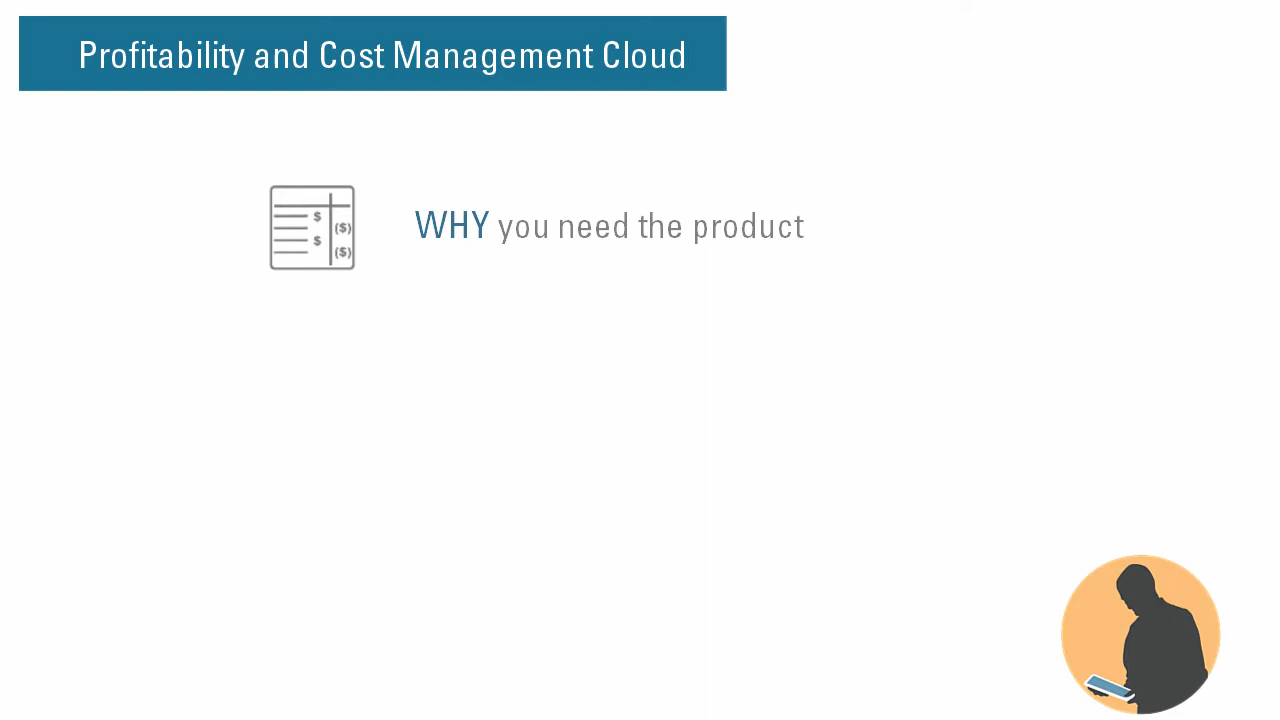 Profitability and Cost Management Cloud
$
($)
$
($)
WHY you need the product